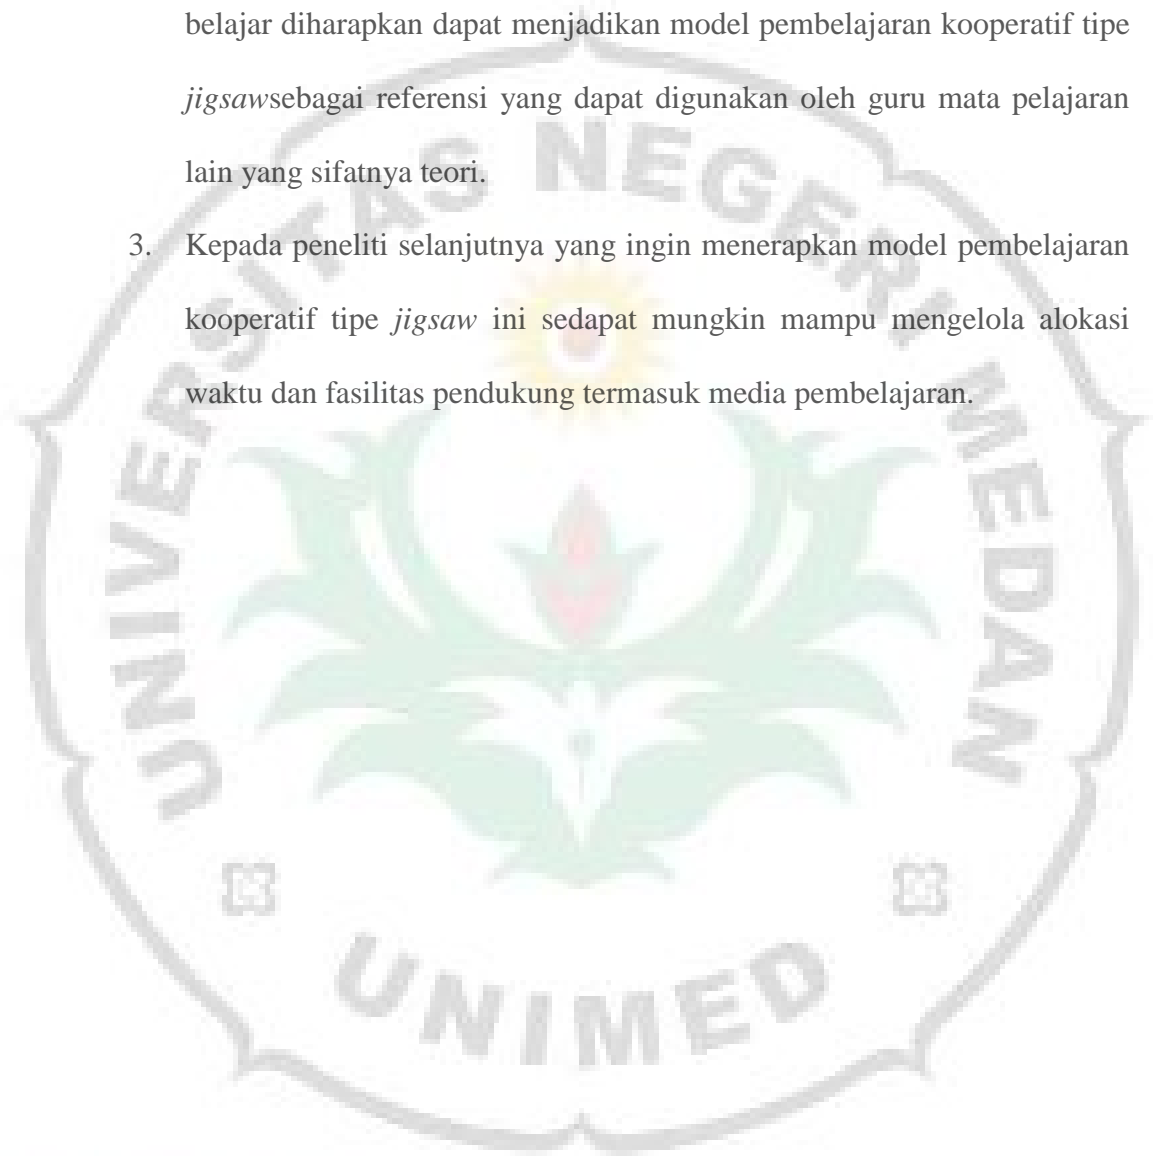 belajar diharapkan dapat menjadikan model pembelajaran kooperatif tipe
jigsawsebagai referensi yang dapat digunakan oleh guru mata pelajaran
lain yang sifatnya teori.
3. Kepada peneliti selanjutnya yang ingin menerapkan model pembelajaran
kooperatif tipe jigsaw ini sedapat mungkin mampu mengelola alokasi
waktu dan fasilitas pendukung termasuk media pembelajaran.
UNIVERSITAS NEGERI MEDAN
UNIMED